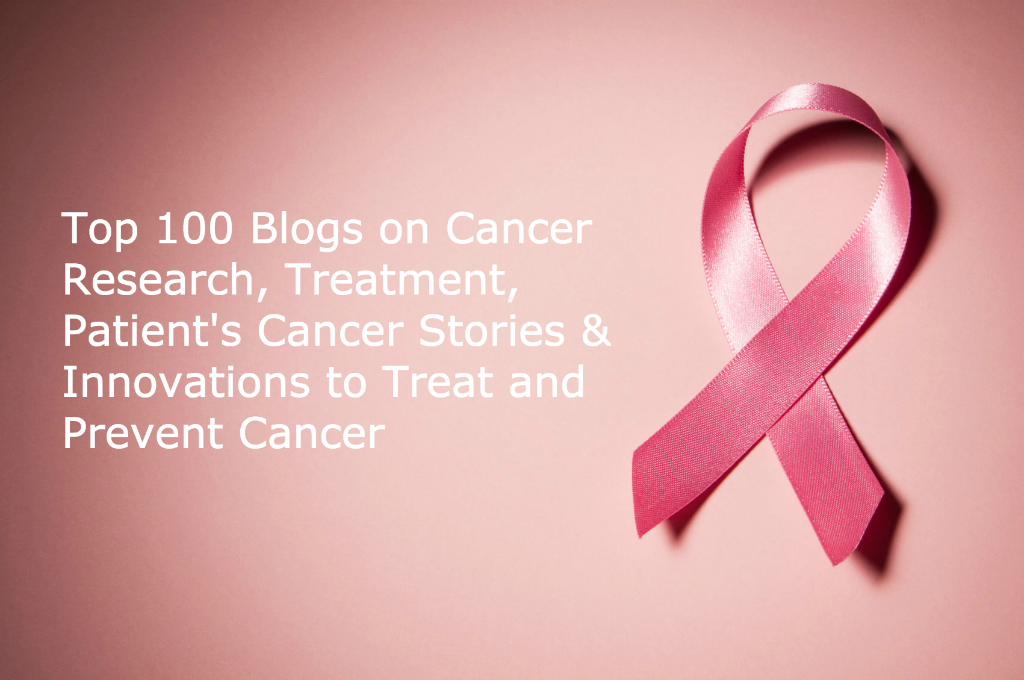 Top 100 Blogs on Cancer
Research, Treatment,
Patient's Cancer Stories &
Innovations to Treat and
Prevent Cancer